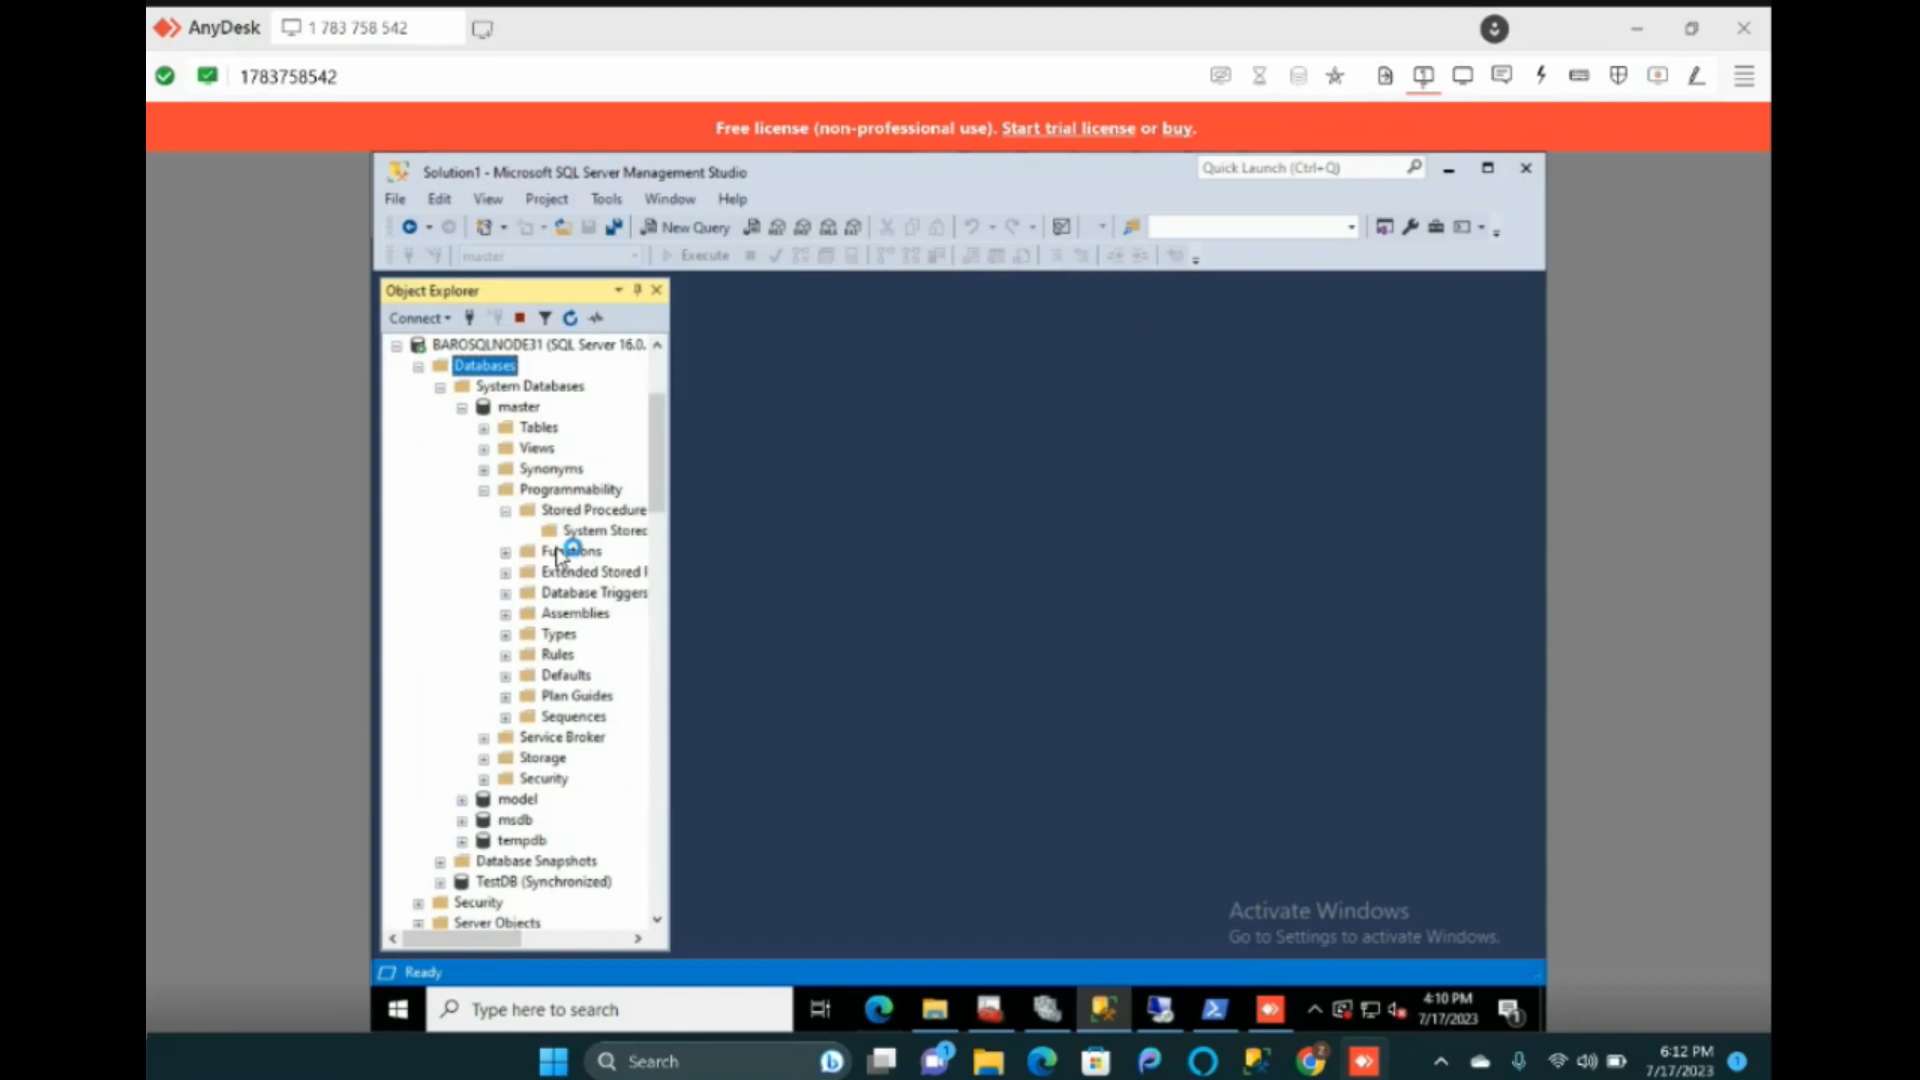 AnyDesk
1 783 758 542
1783758542
Free license (non-professional use). Start trial license or buy.
Solution1 - Microsoft SQL Server Management Studio
Quick Launch (Ctrl+Q)
File Edit View Project Tools Window Help
New Query
master
Execute
Object Explorer
Connect
BAROSQLNODE31 (SQL Server 16.0.
Databases
System Databases
master
Tables
Views
Synonyms
Programmability
Stored Procedure
System Stored
Functions
Extended Stored P
Database Triggers
Assemblies
Types
Rules
Defaults
Plan Guides
Sequences
Service Broker
Storage
Security
model
msdb
tempdb
Database Snapshots
TestDB (Synchronized)
Security
Server Objects
Activate Windows
Go to Settings to activate Windows.
Ready
Type here to search
4:10 PM
7/17/2023
1
Search
1
6:12 PM
7/17/2023
1